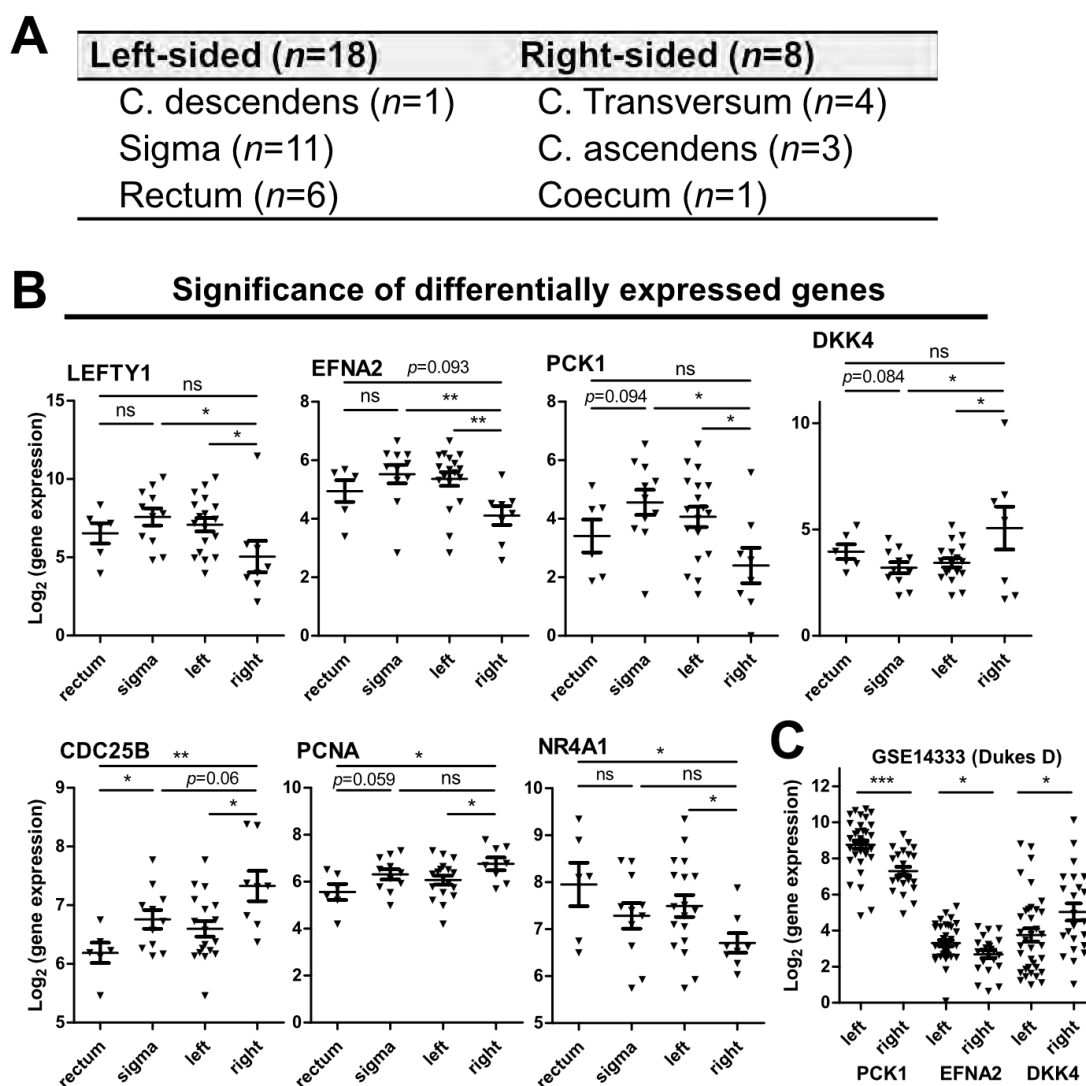 A
Left-sided (n=18) Right-sided (n=8)
C. descendens (n=1) C. Transversum (n=4)
Sigma (n=11) C. ascendens (n=3)
Rectum (n=6) Coecum (n=1)
B
Significance of differentially expressed genes
LEFTY1
ns
ns *
*
15
10
5
0
Log2 (gene expression)
rectum sigma left right
EFNA2
p=0.093
ns **
**
8
6
4
2
0
rectum sigma left right
PCK1
ns
p=0.094 *
*
8
6
4
2
0
rectum sigma left right
DKK4
ns
p=0.084 *
*
10
5
0
rectum sigma left right
CDC25B
**
* p=0.06
*
9
8
7
6
5
Log2 (gene expression)
rectum sigma left right
PCNA
*
p=0.059 ns
*
10
8
6
4
2
0
rectum sigma left right
NR4A1
*
ns ns
*
10
9
8
7
6
5
rectum sigma left right
C
GSE14333 (Dukes D)
*** * *
12
10
8
6
4
2
0
Log2 (gene expression)
left right left right left right
PCK1 EFNA2 DKK4